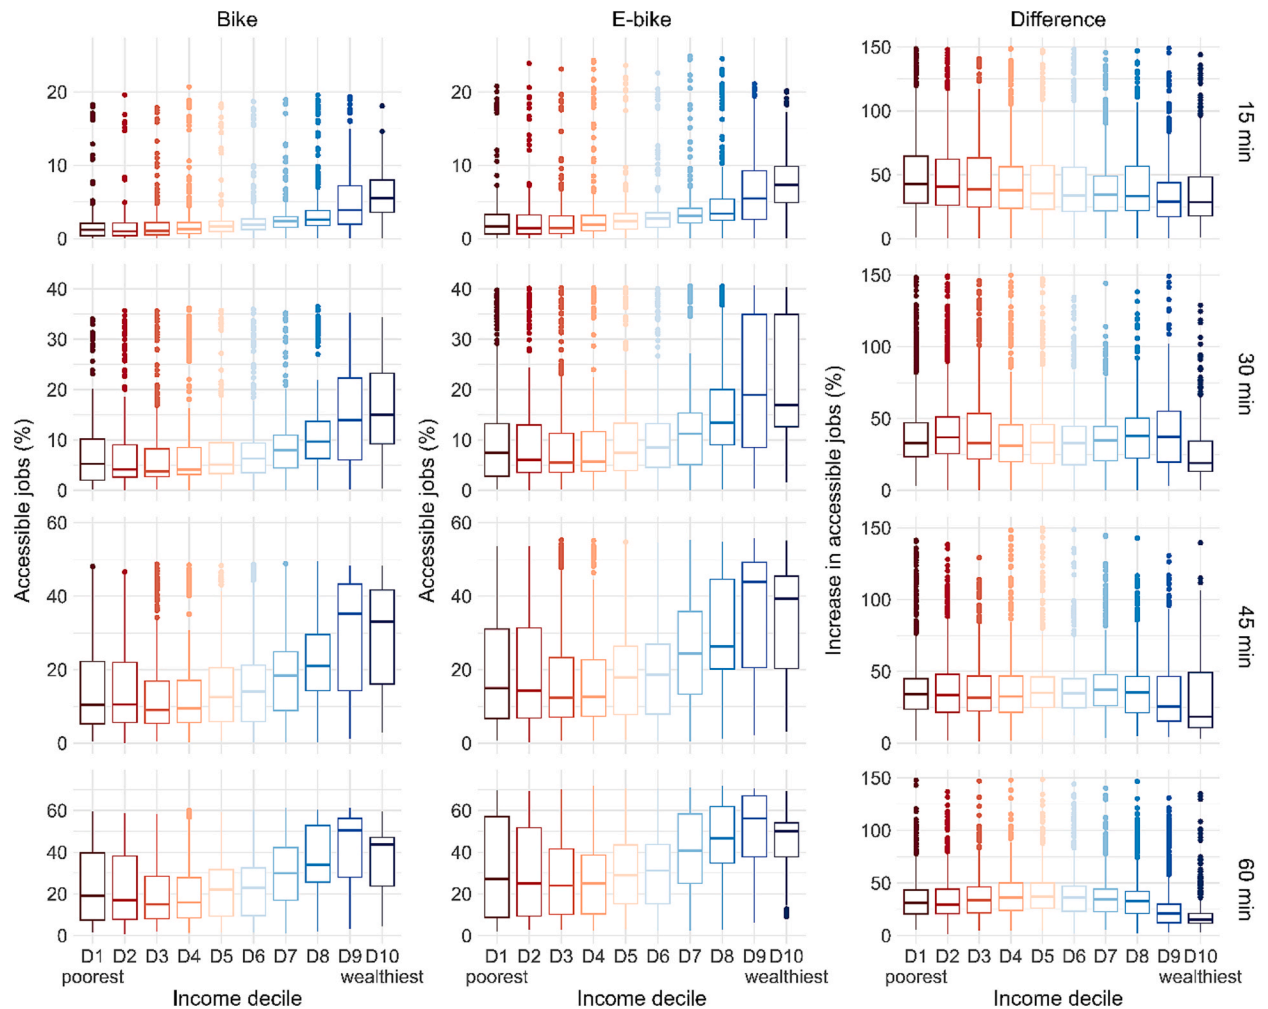 Bike E-bike Difference
20 20 150
10 10 100
0 0 50
0
15 min
40 40 150
30 30 100
20 20 50
10 10 0
0 0
30 min
Accessible jobs (%) Accessible jobs (%) Increase in accessible jobs (%)
60 60 150
40 40 100
20 20 50
0 0 0
45 min
60 60 150
40 40 100
20 20 50
0 0 0
60 min
D1 D2 D3 D4 D5 D6 D7 D8 D9 D10 D1 D2 D3 D4 D5 D6 D7 D8 D9 D10 D1 D2 D3 D4 D5 D6 D7 D8 D9 D10
poorest wealthiest poorest wealthiest poorest wealthiest
Income decile Income decile Income decile